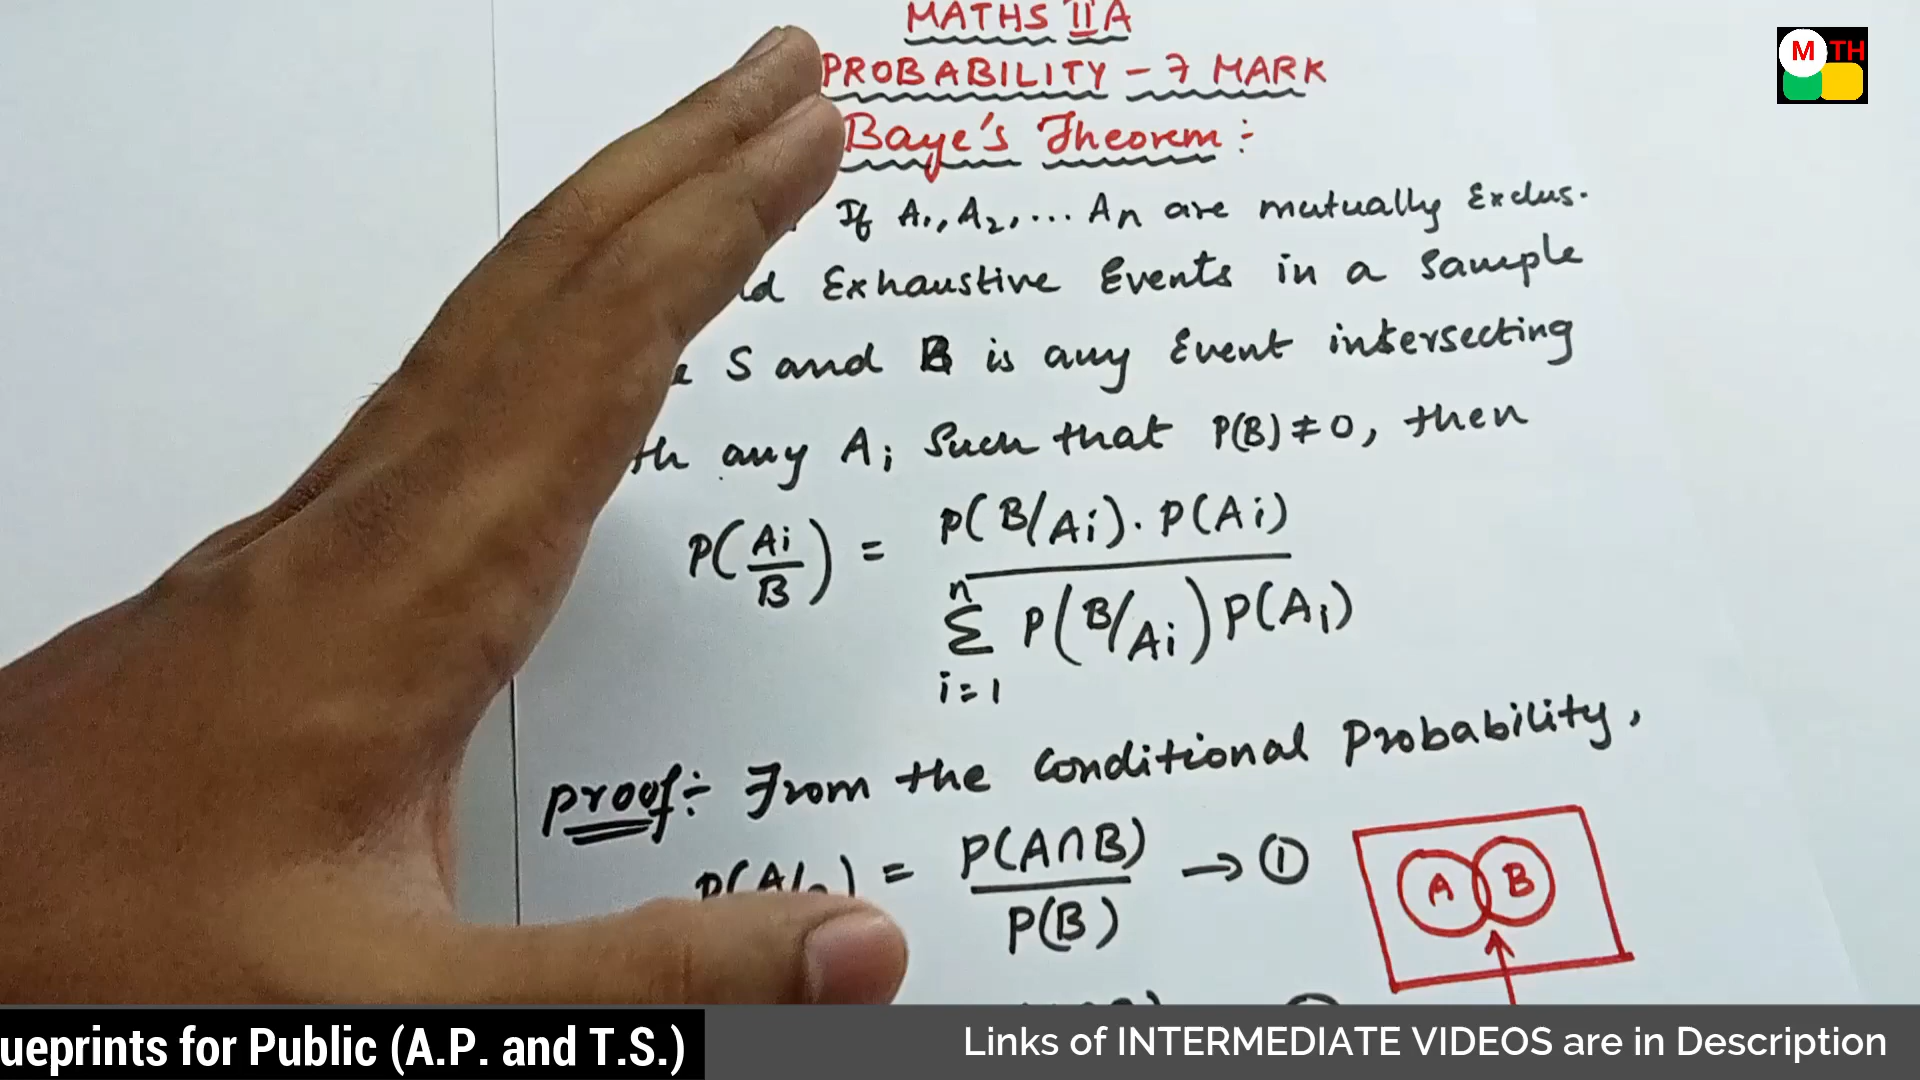 MATHS II A
M TH
PROBABILITY - 7 MARK
Baye's Theorem :-
If A1, A2, ... An are mutually Exclus.
Exhaustive Events in a Sample
S and B is any Event intersecting
any Ai Such that P(B) ≠ 0, then
P(Ai/B) = P(B/Ai) . P(Ai)
n
Σ P(B/Ai) P(Ai)
i = 1
Proof:- From the Conditional Probability,
= P(A∩B) / P(B) → ①
A B
ueprints for Public (A.P. and T.S.)
Links of INTERMEDIATE VIDEOS are in Description